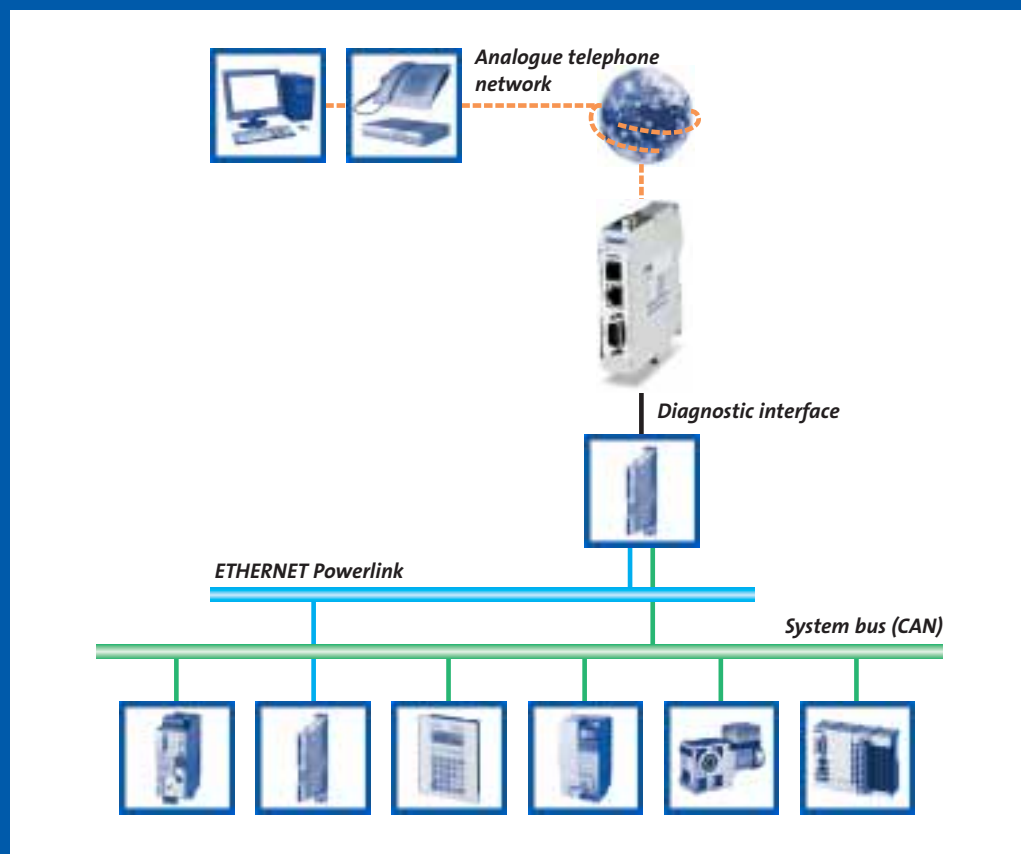 Analogue telephone
network
Diagnostic interface
ETHERNET Powerlink
System bus (CAN)